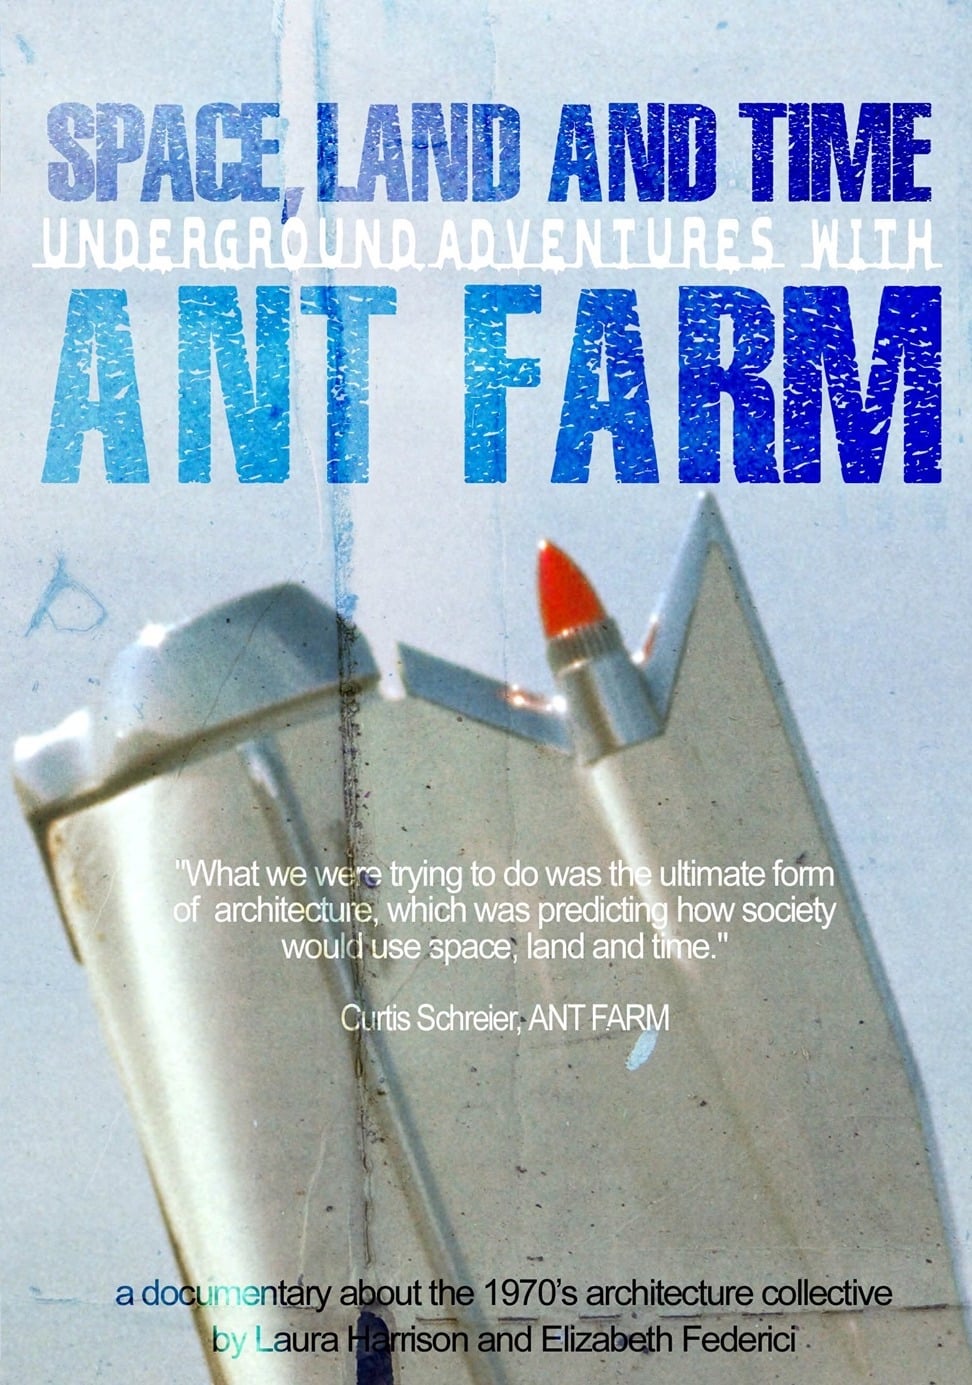 SPACE, LAND AND TIME
UNDERGROUND ADVENTURES WITH
ANT FARM
"What we were trying to do was the ultimate form
of architecture, which was predicting how society
would use space, land and time."
Curtis Schreier, ANT FARM
a documentary about the 1970's architecture collective
by Laura Harrison and Elizabeth Federici